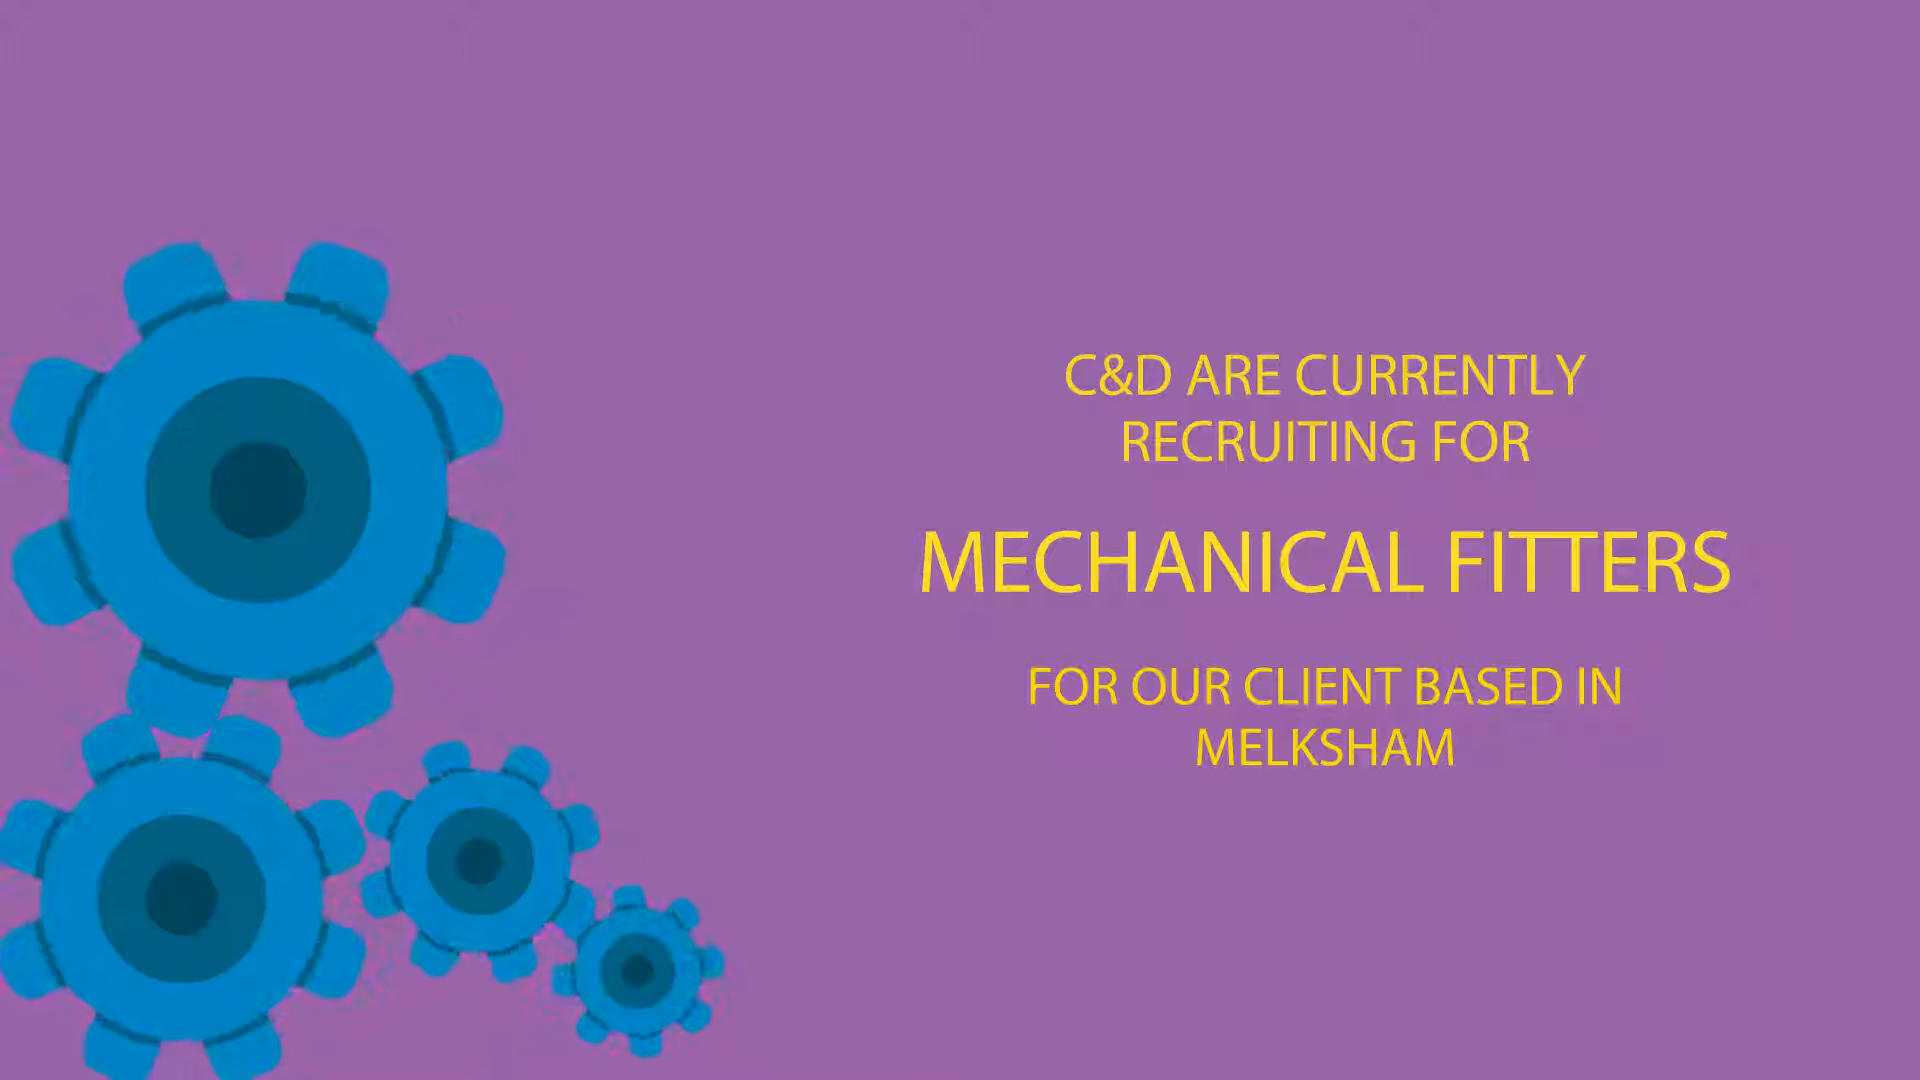 C&D ARE CURRENTLY
RECRUITING FOR
MECHANICAL FITTERS
FOR OUR CLIENT BASED IN
MELKSHAM